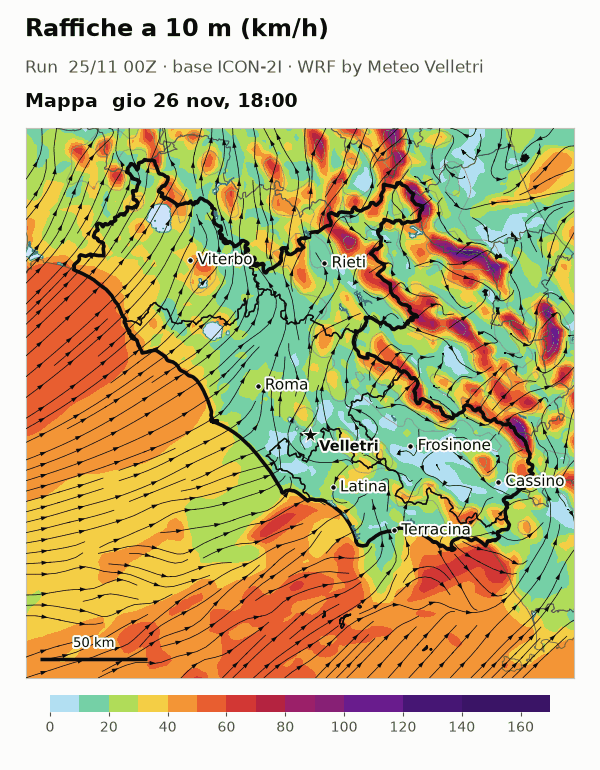 Raffiche a 10 m (km/h)
Run  25/11 00Z · base ICON-2I · WRF by Meteo Velletri
Mappa  gio 26 nov, 18:00
Viterbo
Rieti
Roma
Velletri
Frosinone
Cassino
Latina
Terracina
50 km
0 20 40 60 80 100 120 140 160